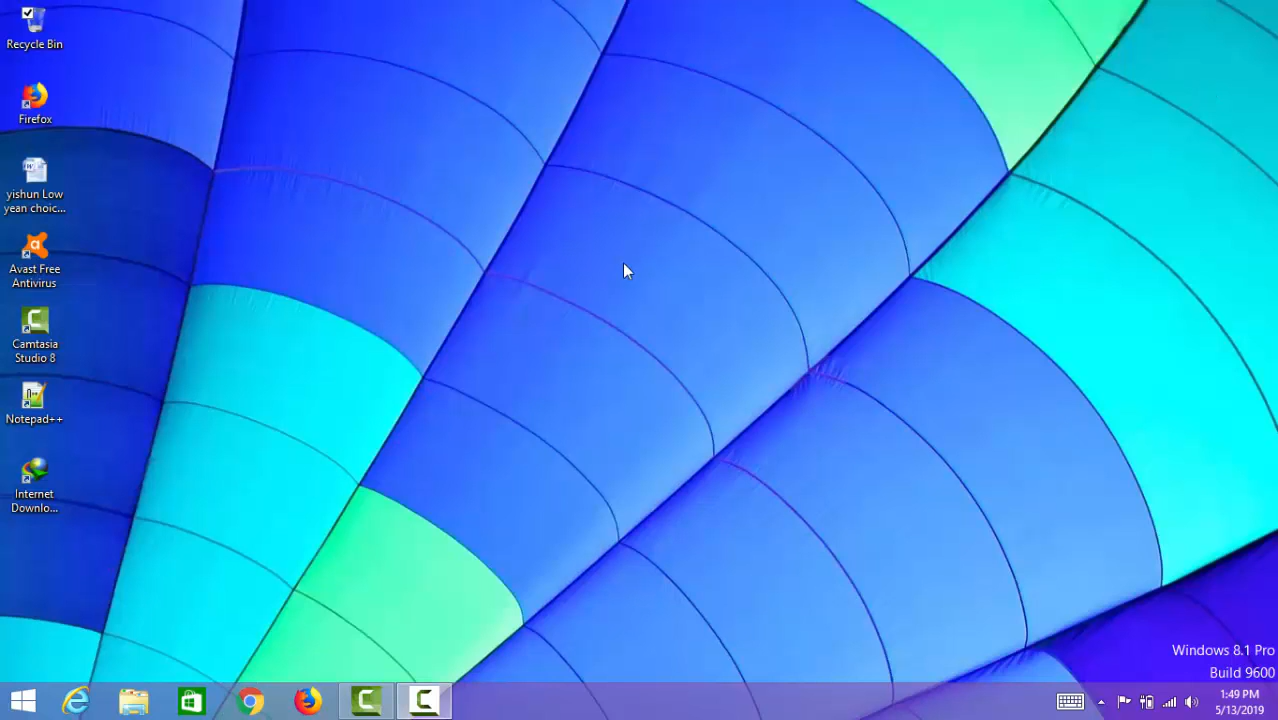 Recycle Bin
Firefox
yishun Low
yean choic...
Avast Free
Antivirus
Camtasia
Studio 8
Notepad++
Internet
Downlo...
Windows 8.1 Pro
Build 9600
1:49 PM
5/13/2019